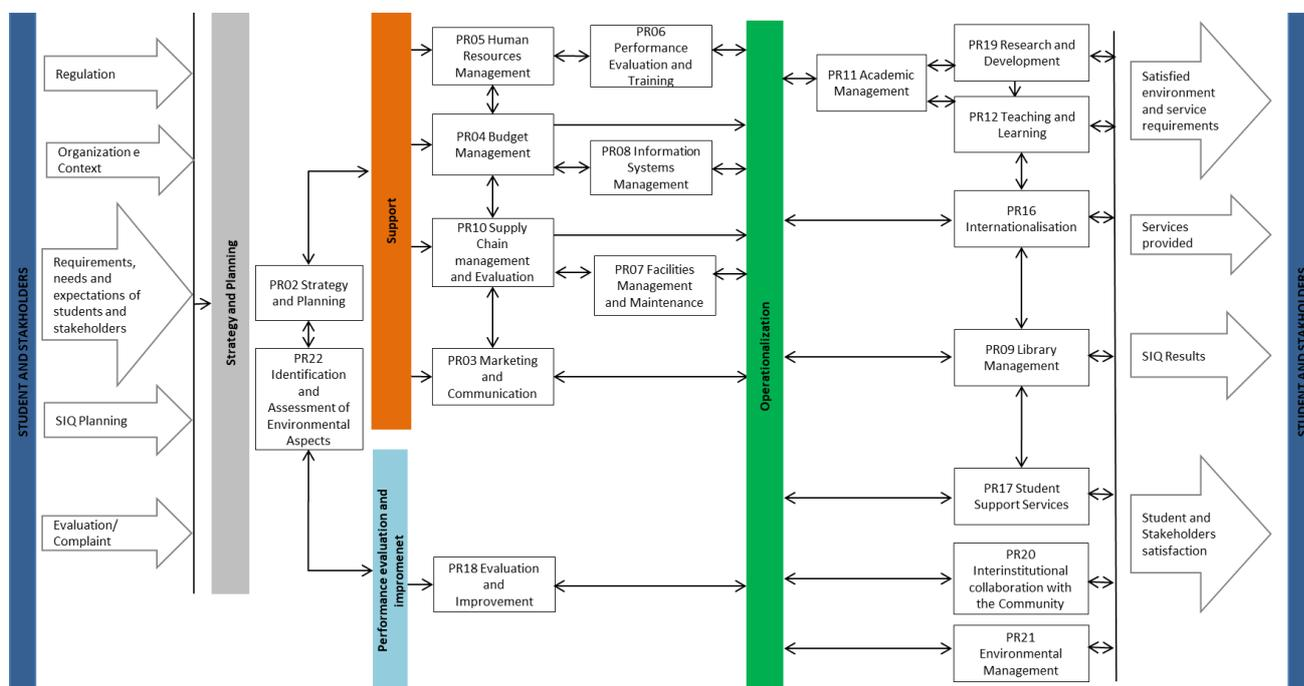 STUDENT AND STAKHOLDERS
Regulation
Organization e
Context
Requirements,
needs and
expectations of
students and
stakeholders
SIQ Planning
Evaluation/
Complaint
Strategy and Planning
PR02 Strategy
and Planning
PR22
Identification
and
Assessment of
Environmental
Aspects
Support
Performance evaluation and
impromenet
PR05 Human
Resources
Management
PR06
Performance
Evaluation and
Training
PR04 Budget
Management
PR08 Information
Systems
Management
PR10 Supply
Chain
management
and Evaluation
PR07 Facilities
Management
and Maintenance
PR03 Marketing
and
Communication
PR18 Evaluation
and
Improvement
Operationalization
PR11 Academic
Management
PR19 Research and
Development
PR12 Teaching and
Learning
PR16
Internationalisation
PR09 Library
Management
PR17 Student
Support Services
PR20
Interinstitutional
collaboration with
the Community
PR21
Environmental
Management
Satisfied
environment
and service
requirements
Services
provided
SIQ Results
Student and
Stakeholders
satisfaction
STUDENT AND STAKHOLDERS